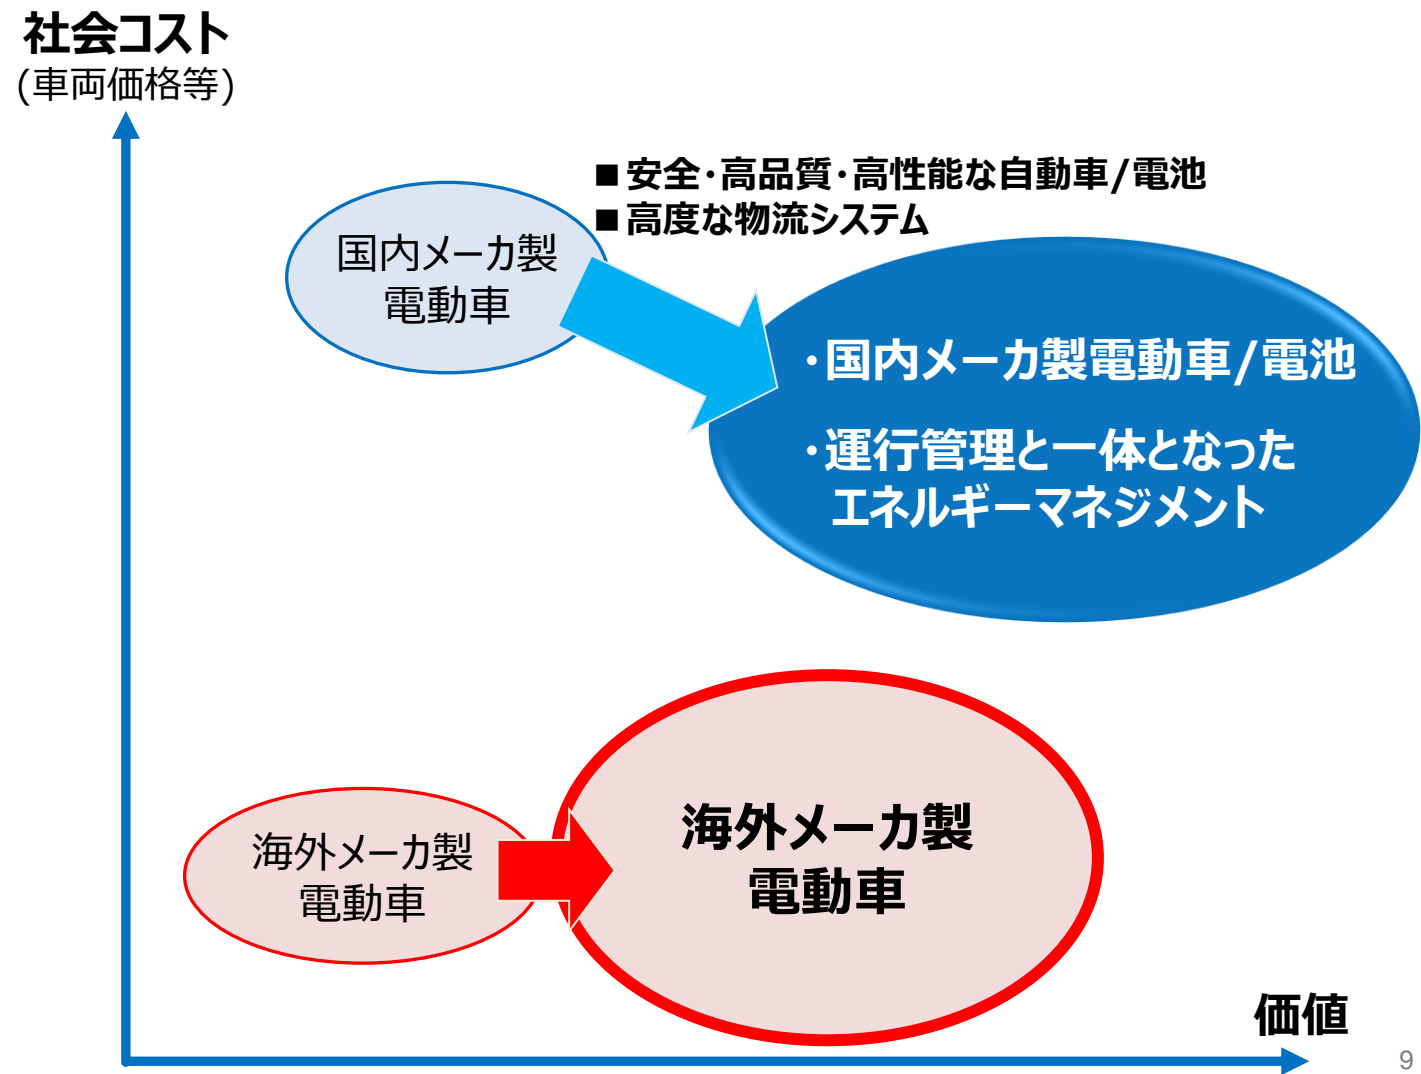 社会コスト
(車両価格等)
■安全・高品質・高性能な自動車/電池
■高度な物流システム
国内メーカ製
電動車
・国内メーカ製電動車/電池
・運行管理と一体となった
エネルギーマネジメント
海外メーカ製
電動車
海外メーカ製
電動車
価値
9